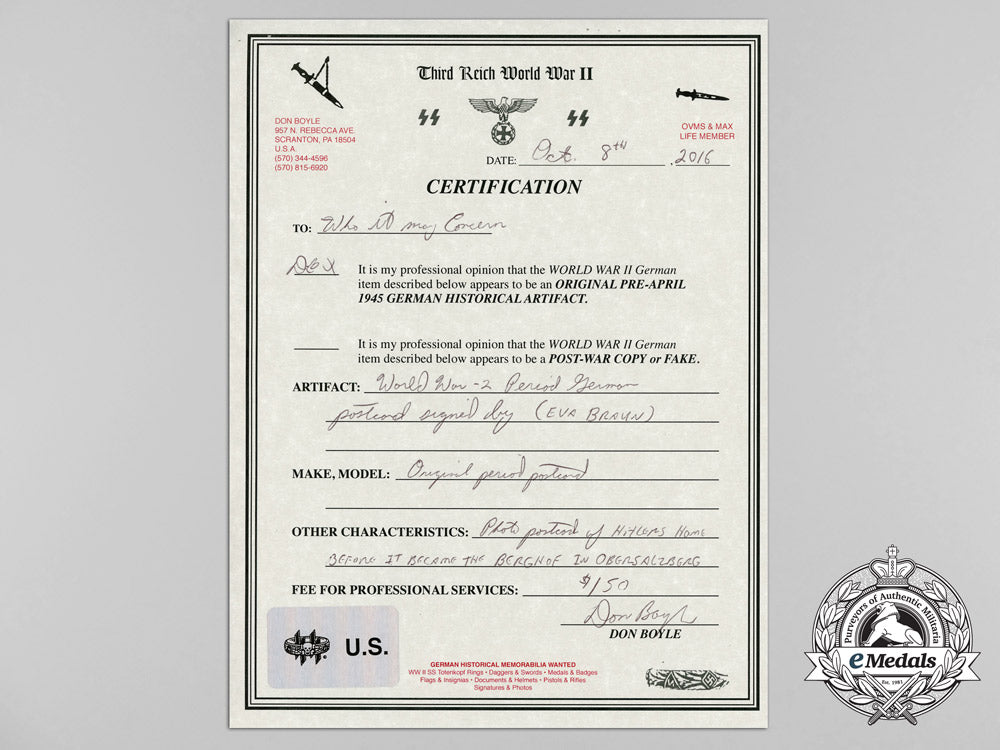 Third Reich World War II
DON BOYLE
957 N. REBECCA AVE.
SCRANTON, PA 18504
U.S.A.
(570) 344-4596
(570) 815-6920
OVMS & MAX
LIFE MEMBER
DATE: Oct. 8th .2016
CERTIFICATION
TO: Who it may Concern
It is my professional opinion that the WORLD WAR II German
item described below appears to be an ORIGINAL PRE-APRIL
1945 GERMAN HISTORICAL ARTIFACT.
It is my professional opinion that the WORLD WAR II German
item described below appears to be a POST-WAR COPY or FAKE.
ARTIFACT: World War-2 Period German
postcard signed by (EVA BRAUN)
MAKE, MODEL: Original period postcard
OTHER CHARACTERISTICS: Photo postcard of HITLERS HOME
BEFORE IT BECAME THE BERGHOF IN OBERSALZBERG
FEE FOR PROFESSIONAL SERVICES: $150
Don Boyle
DON BOYLE
U.S.
GERMAN HISTORICAL MEMORABILIA WANTED
WW II SS Totenkopf Rings • Daggers & Swords • Medals & Badges
Flags & Insignias • Documents & Helmets • Pistols & Rifles
Signatures & Photos
Purveyors of Authentic Militaria
eMedals
Est. 1981